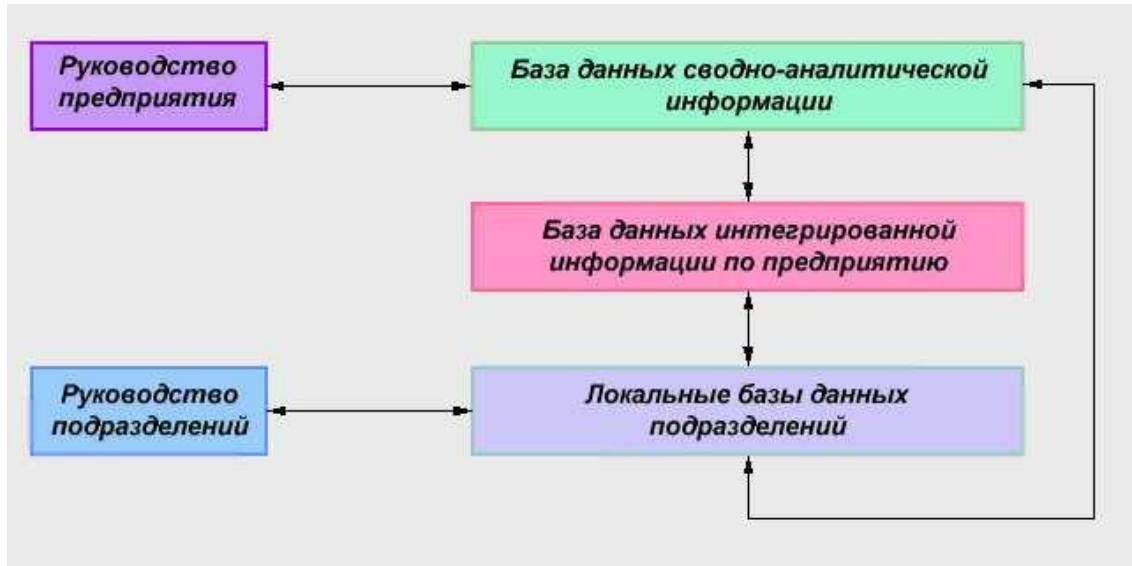 Руководство
предприятия
База данных сводно-аналитической
информации
База данных интегрированной
информации по предприятию
Руководство
подразделений
Локальные базы данных
подразделений